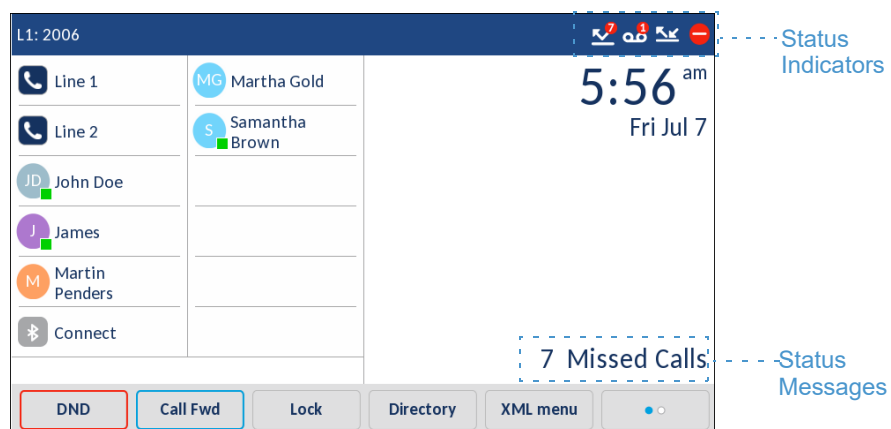 L1: 2006
7
1
Status
Indicators
Line 1
Line 2
JD John Doe
J James
M Martin
Penders
Connect
MG Martha Gold
S Samantha
Brown
5:56 am
Fri Jul 7
7 Missed Calls
Status
Messages
DND
Call Fwd
Lock
Directory
XML menu